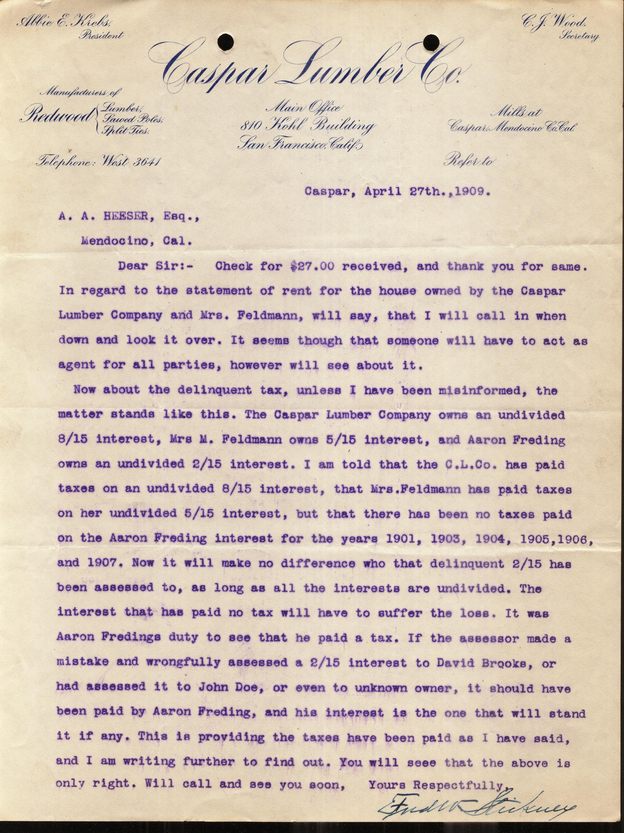 Abbie E. Krebs.
President
C. J. Wood.
Secretary
Caspar Lumber Co.
Manufacturers of
Redwood Lumber, Sawed Poles, Split Ties.
Main Office
810 Kohl Building
San Francisco, Calif.
Mills at
Caspar, Mendocino Co. Cal.
Telephone: West 3641
Refer to
Caspar, April 27th.,1909.
A. A. HEESER, Esq.,
Mendocino, Cal.
Dear Sir:- Check for $27.00 received, and thank you for same.
In regard to the statement of rent for the house owned by the Caspar
Lumber Company and Mrs. Feldmann, will say, that I will call in when
down and look it over. It seems though that someone will have to act as
agent for all parties, however will see about it.
Now about the delinquent tax, unless I have been misinformed, the
matter stands like this. The Caspar Lumber Company owns an undivided
8/15 interest, Mrs M. Feldmann owns 5/15 interest, and Aaron Freding
owns an undivided 2/15 interest. I am told that the C.L.Co. has paid
taxes on an undivided 8/15 interest, that Mrs.Feldmann has paid taxes
on her undivided 5/15 interest, but that there has been no taxes paid
on the Aaron Freding interest for the years 1901, 1903, 1904, 1905,1906,
and 1907. Now it will make no difference who that delinquent 2/15 has
been assessed to, as long as all the interests are undivided. The
interest that has paid no tax will have to suffer the loss. It was
Aaron Fredings duty to see that he paid a tax. If the assessor made a
mistake and wrongfully assessed a 2/15 interest to David Brooks, or
had assessed it to John Doe, or even to unknown owner, it should have
been paid by Aaron Freding, and his interest is the one that will stand
it if any. This is providing the taxes have been paid as I have said,
and I am writing further to find out. You will seee that the above is
only right. Will call and see you soon, Yours Respectfully,